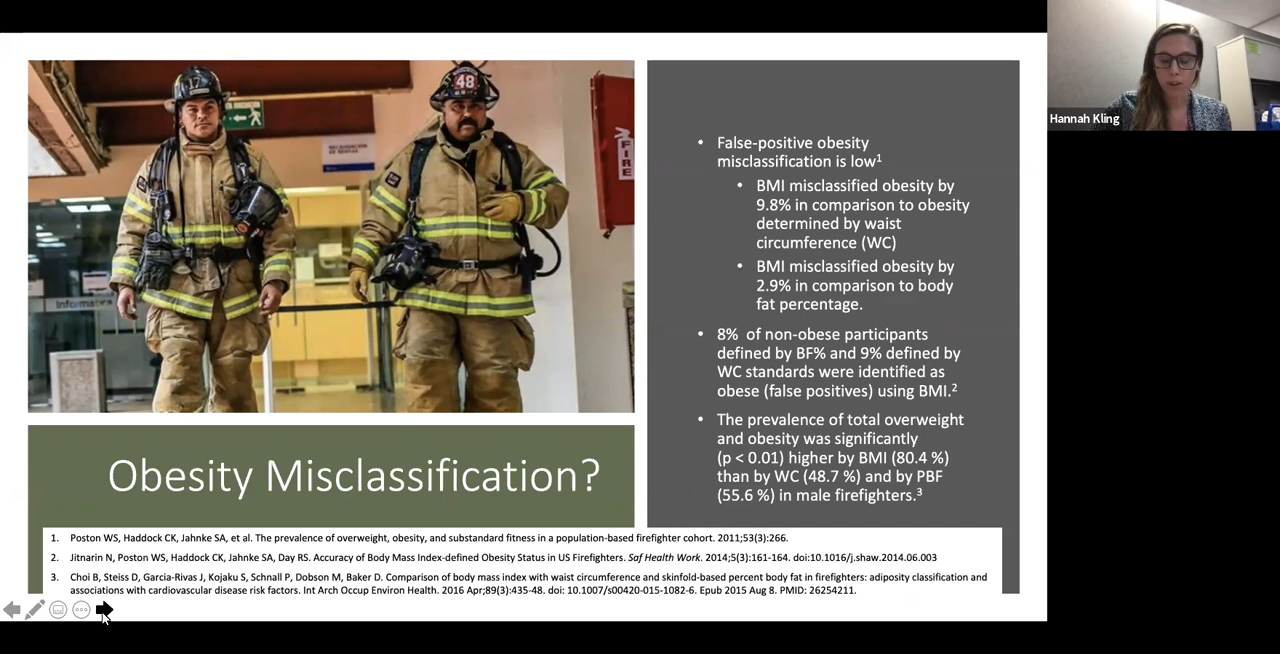 17
48
FIRE
Hannah Kling
False-positive obesity
misclassification is low1
BMI misclassified obesity by
9.8% in comparison to obesity
determined by waist
circumference (WC)
BMI misclassified obesity by
2.9% in comparison to body
fat percentage.
8% of non-obese participants
defined by BF% and 9% defined by
WC standards were identified as
obese (false positives) using BMI.2
The prevalence of total overweight
and obesity was significantly
(p < 0.01) higher by BMI (80.4 %)
than by WC (48.7 %) and by PBF
(55.6 %) in male firefighters.3
Obesity Misclassification?
1. Poston WS, Haddock CK, Jahnke SA, et al. The prevalence of overweight, obesity, and substandard fitness in a population-based firefighter cohort. 2011;53(3):266.
2. Jitnarin N, Poston WS, Haddock CK, Jahnke SA, Day RS. Accuracy of Body Mass Index-defined Obesity Status in US Firefighters. Saf Health Work. 2014;5(3):161-164. doi:10.1016/j.shaw.2014.06.003
3. Choi B, Steiss D, Garcia-Rivas J, Kojaku S, Schnall P, Dobson M, Baker D. Comparison of body mass index with waist circumference and skinfold-based percent body fat in firefighters: adiposity classification and
associations with cardiovascular disease risk factors. Int Arch Occup Environ Health. 2016 Apr;89(3):435-48. doi: 10.1007/s00420-015-1082-6. Epub 2015 Aug 8. PMID: 26254211.